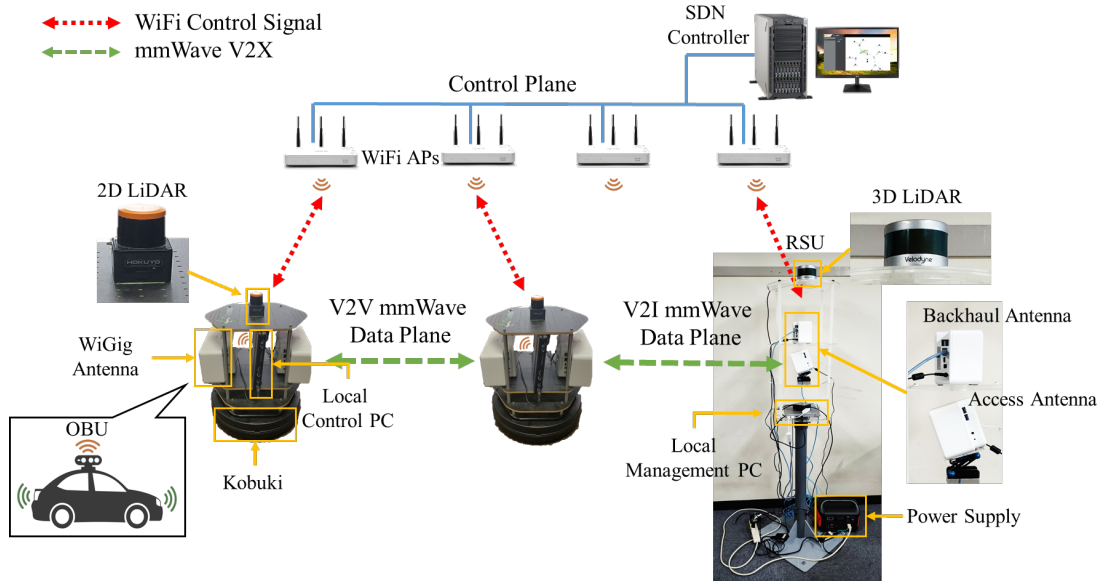 WiFi Control Signal
mmWave V2X
SDN
Controller
Control Plane
WiFi APs
2D LiDAR
3D LiDAR
RSU
HOKUYO
Velodyne
V2V mmWave
Data Plane
V2I mmWave
Data Plane
Backhaul Antenna
WiGig
Antenna
Local
Control PC
Access Antenna
OBU
Local
Management PC
Kobuki
Power Supply